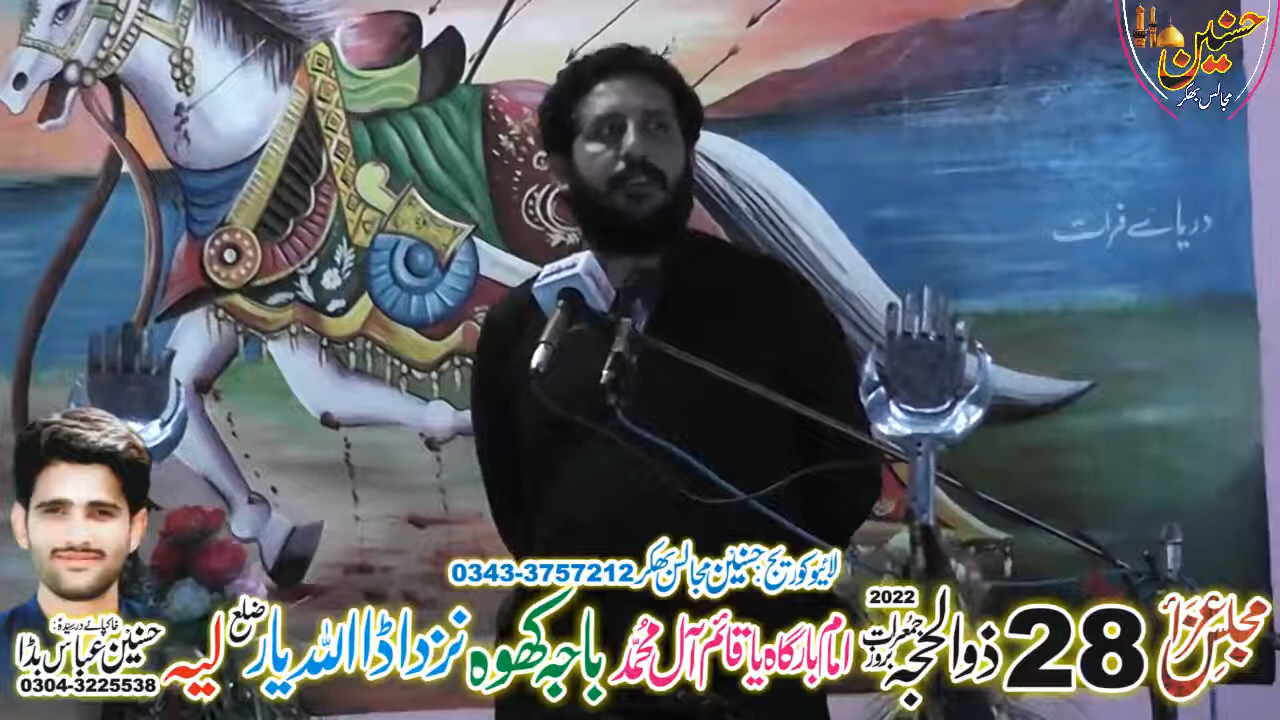 حسنین
مجالس بھکر
دریائے فرات
لائیو کوریج حسنین مجالس بھکر 0343-3757212
مجلس عزاء 28 ذوالحجہ 2022 بروز جمعرات امام بارگاہ یا قائم آل محمدؐ باجہ کھوہ نزد اڈا اللہ یار ضلع لیہ
خاکپائے در سیدہؑ:
حسنین عباس بڈا
0304-3225538